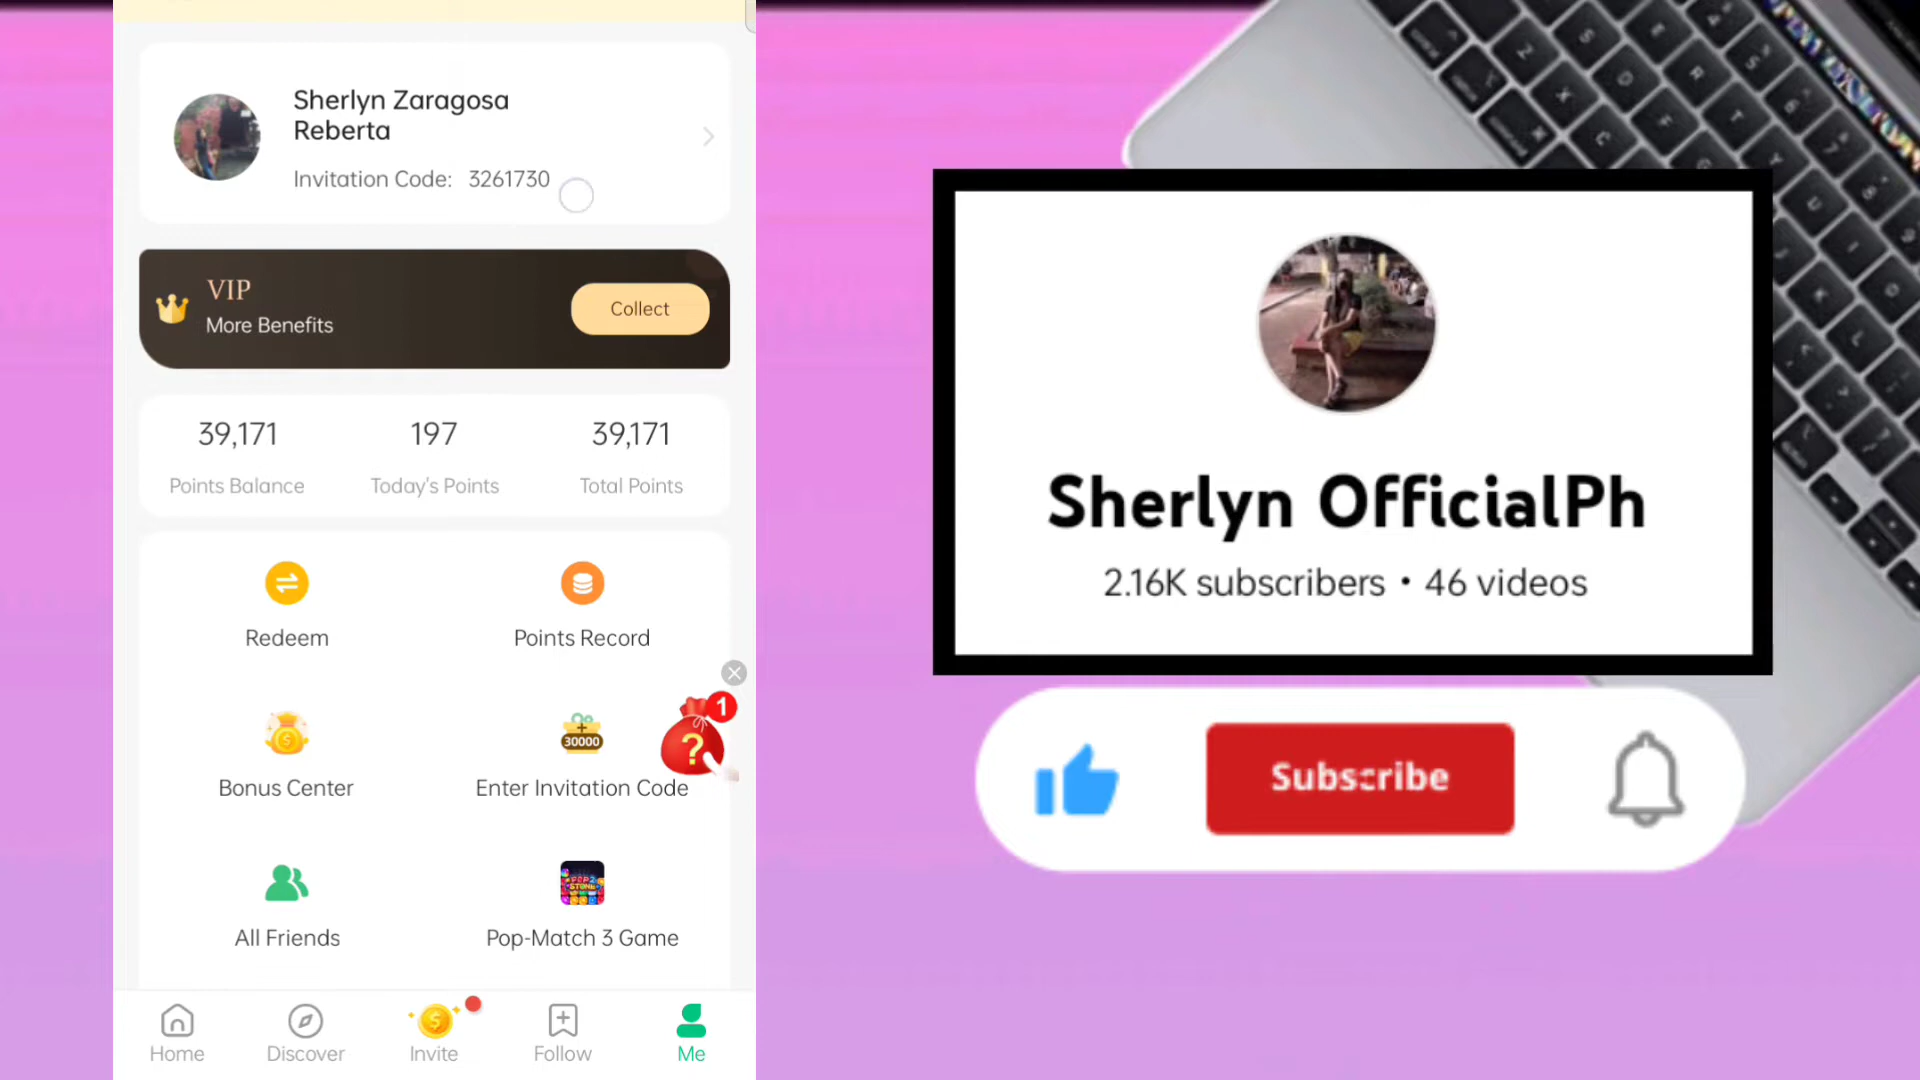 Sherlyn Zaragosa
Reberta
Invitation Code: 3261730
VIP
More Benefits
Collect
39,171
197
39,171
Points Balance
Today's Points
Total Points
Redeem
Points Record
1
?
30000
Bonus Center
Enter Invitation Code
All Friends
Pop-Match 3 Game
Home
Discover
Invite
Follow
Me
Sherlyn OfficialPh
2.16K subscribers • 46 videos
Subscribe